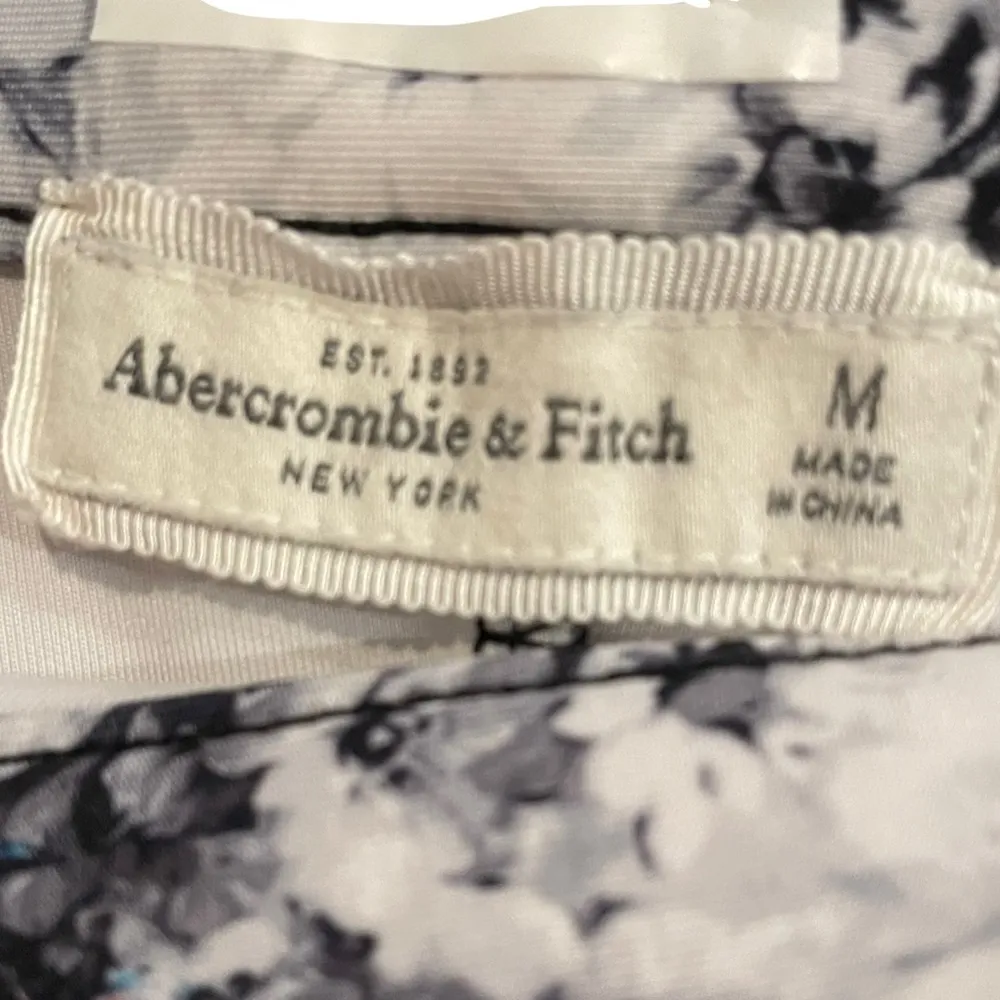 EST. 1892
Abercrombie & Fitch
NEW YORK
M
MADE
IN CHINA